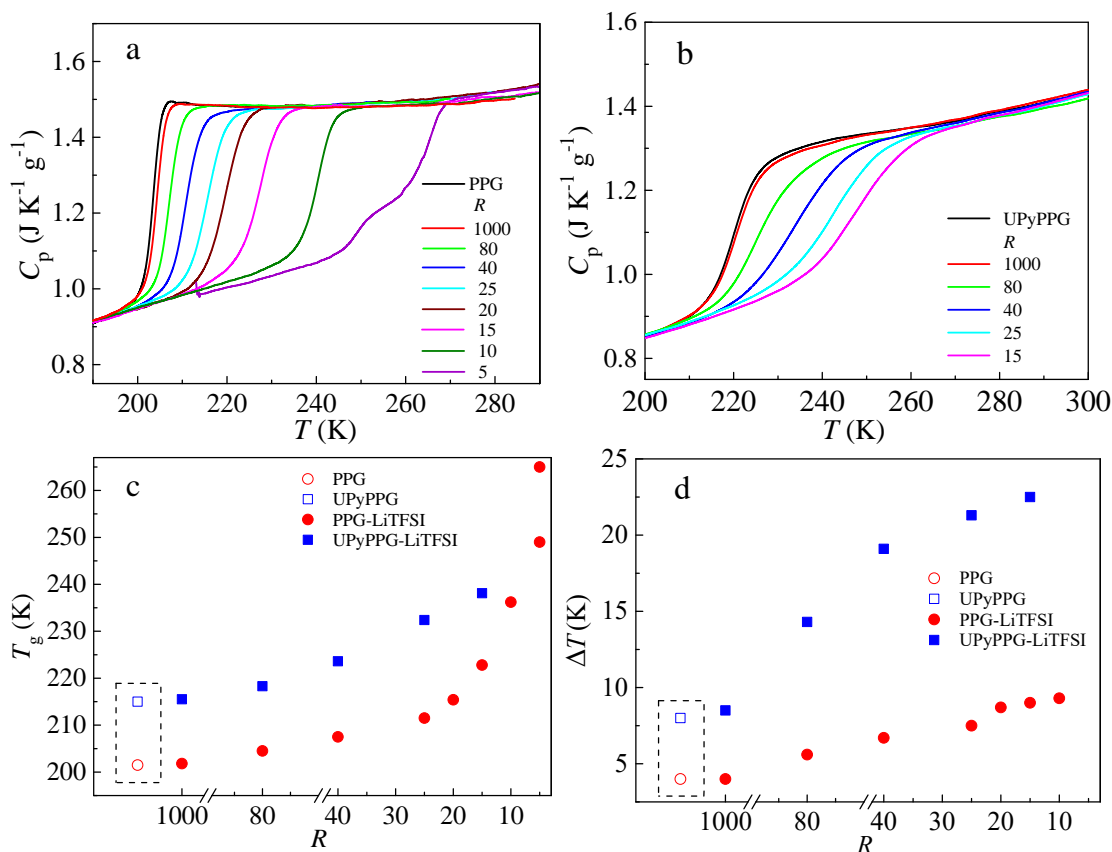 a
1.6
1.4
1.2
1.0
0.8
C_p (J K⁻¹ g⁻¹)
PPG
R
1000
80
40
25
20
15
10
5
200 220 240 260 280
T (K)
b
1.6
1.4
1.2
1.0
0.8
C_p (J K⁻¹ g⁻¹)
UPyPPG
R
1000
80
40
25
15
200 220 240 260 280 300
T (K)
c
260
250
240
230
220
210
200
T_g (K)
PPG
UPyPPG
PPG-LiTFSI
UPyPPG-LiTFSI
1000 80 40 30 20 10
R
d
25
20
15
10
5
ΔT (K)
PPG
UPyPPG
PPG-LiTFSI
UPyPPG-LiTFSI
1000 80 40 30 20 10
R